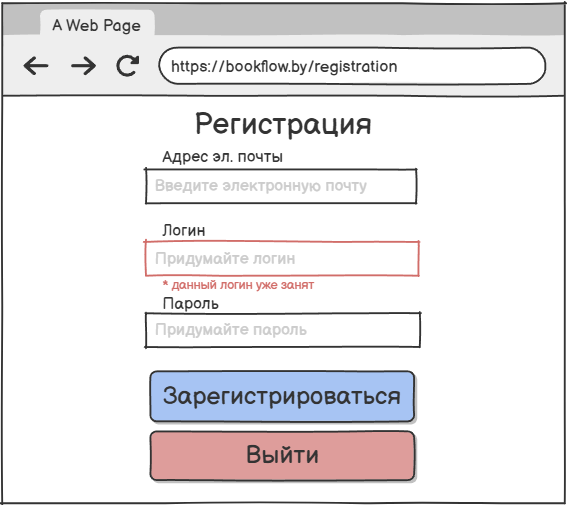 A Web Page
https://bookflow.by/registration
Регистрация
Адрес эл. почты
Введите электронную почту
Логин
Придумайте логин
* данный логин уже занят
Пароль
Придумайте пароль
Зарегистрироваться
Выйти